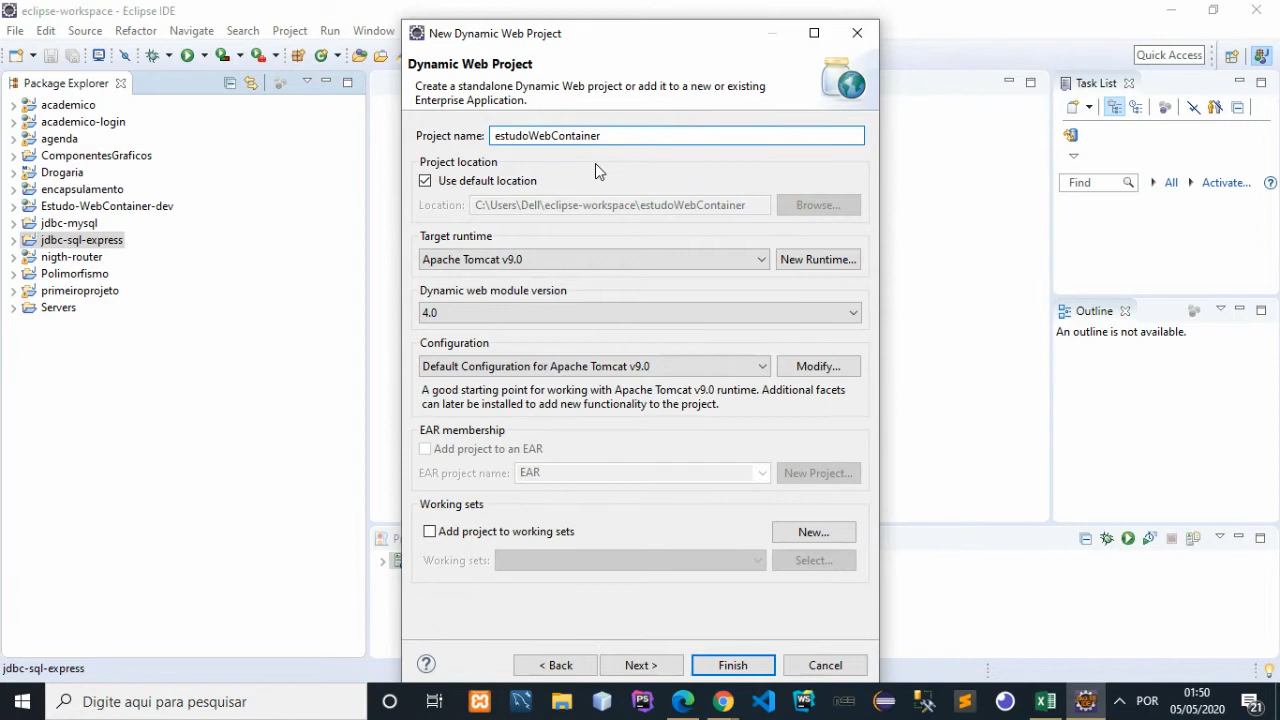 eclipse-workspace - Eclipse IDE
File Edit Source Refactor Navigate Search Project Run Window
Quick Access
Package Explorer
academico
academico-login
agenda
ComponentesGraficos
Drogaria
encapsulamento
Estudo-WebContainer-dev
jdbc-mysql
jdbc-sql-express
nigth-router
Polimorfismo
primeiroprojeto
Servers
New Dynamic Web Project
Dynamic Web Project
Create a standalone Dynamic Web project or add it to a new or existing
Enterprise Application.
Project name: estudoWebContainer
Project location
Use default location
Location: C:\Users\Dell\eclipse-workspace\estudoWebContainer Browse...
Target runtime
Apache Tomcat v9.0 New Runtime...
Dynamic web module version
4.0
Configuration
Default Configuration for Apache Tomcat v9.0 Modify...
A good starting point for working with Apache Tomcat v9.0 runtime. Additional facets
can later be installed to add new functionality to the project.
EAR membership
Add project to an EAR
EAR project name: EAR New Project...
Working sets
Add project to working sets New...
Working sets: Select...
< Back Next > Finish Cancel
Task List
Find All Activate...
Outline
An outline is not available.
jdbc-sql-express
Digite aqui para pesquisar
POR
01:50
05/05/2020
21